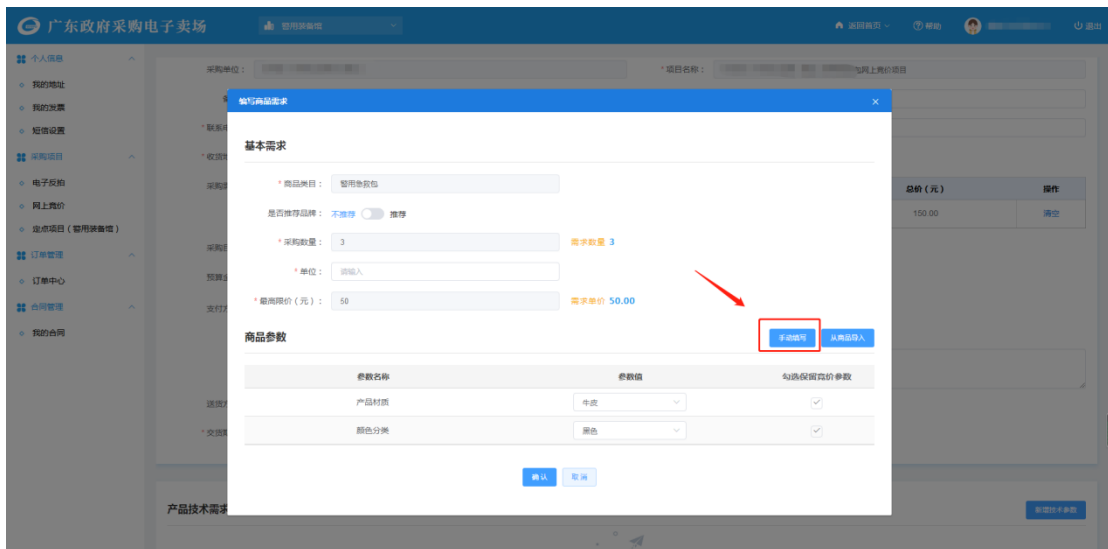 广东政府采购电子卖场
警用装备馆
返回首页
帮助
退出
个人信息
我的地址
我的发票
短信设置
采购项目
电子反拍
网上竞价
定点项目（警用装备馆）
订单管理
订单中心
合同管理
我的合同
采购单位：
*项目名称：
网上竞价项目
填写商品需求
×
基本需求
*商品类目：
警用急救包
是否推荐品牌：
不推荐
推荐
*采购数量：
3
需求数量 3
*单位：
请输入
*最高限价（元）：
50
需求单价 50.00
商品参数
手动填写
从商品导入
参数名称
参数值
勾选保留竞价参数
产品材质
牛皮
颜色分类
黑色
确认
取消
总价（元）
操作
150.00
清空
产品技术需求
新增技术参数